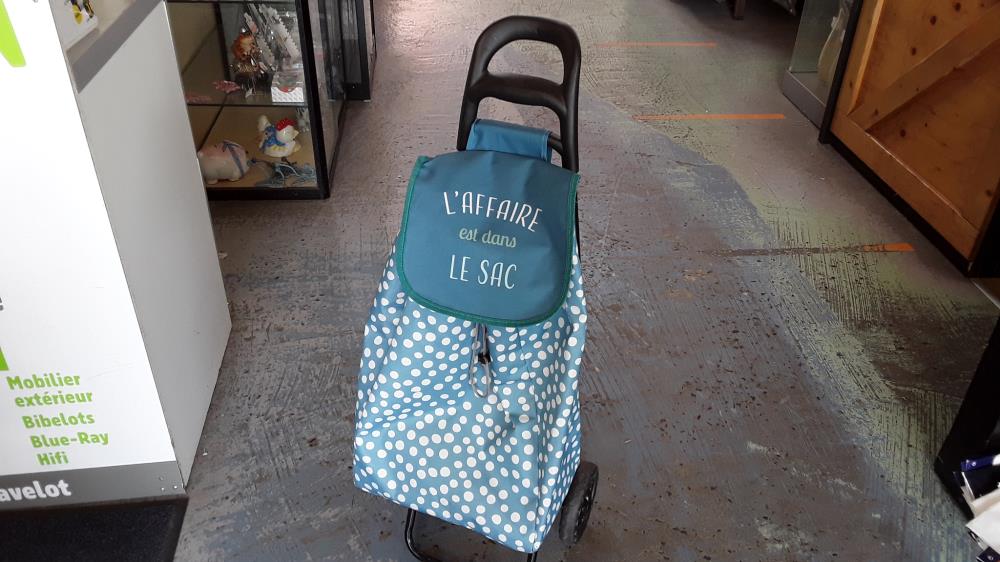 L'AFFAIRE
est dans
LE SAC
Mobilier
extérieur
Bibelots
Blue-Ray
Hifi
avelot